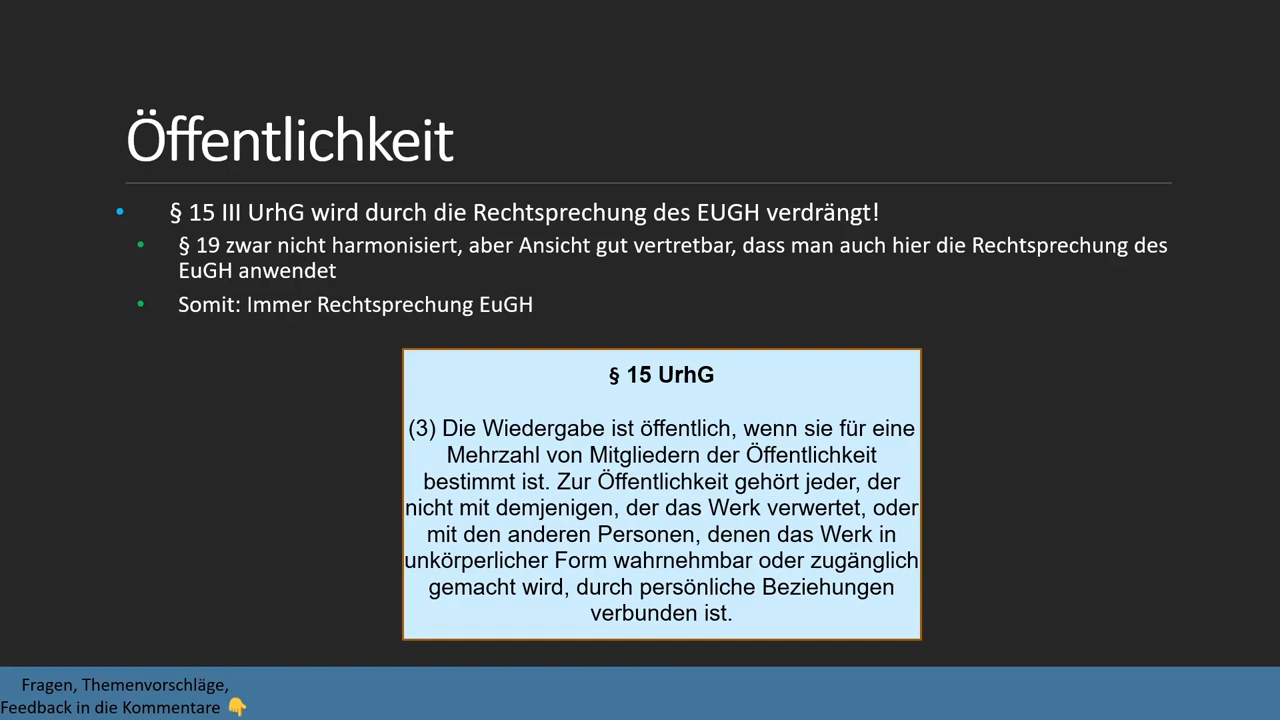 Öffentlichkeit
• § 15 III UrhG wird durch die Rechtsprechung des EUGH verdrängt!
• § 19 zwar nicht harmonisiert, aber Ansicht gut vertretbar, dass man auch hier die Rechtsprechung des
EuGH anwendet
• Somit: Immer Rechtsprechung EuGH
§ 15 UrhG
(3) Die Wiedergabe ist öffentlich, wenn sie für eine
Mehrzahl von Mitgliedern der Öffentlichkeit
bestimmt ist. Zur Öffentlichkeit gehört jeder, der
nicht mit demjenigen, der das Werk verwertet, oder
mit den anderen Personen, denen das Werk in
unkörperlicher Form wahrnehmbar oder zugänglich
gemacht wird, durch persönliche Beziehungen
verbunden ist.
Fragen, Themenvorschläge,
Feedback in die Kommentare 👇